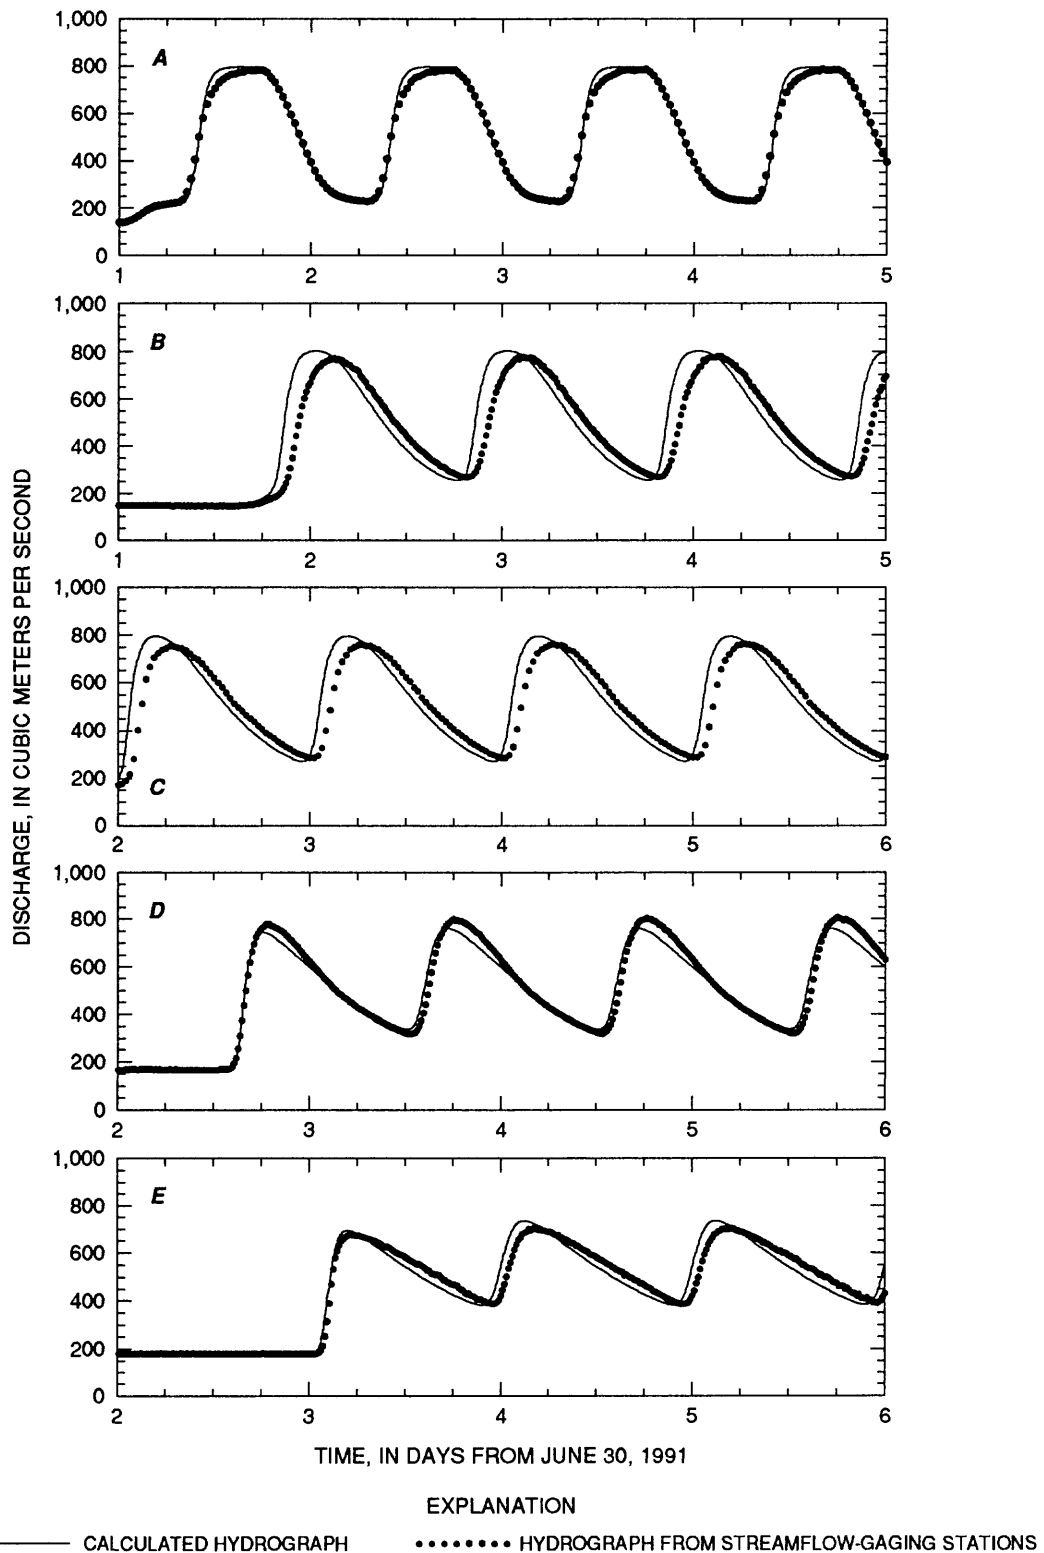 DISCHARGE, IN CUBIC METERS PER SECOND
1,000
A
800
600
400
200
0
1 2 3 4 5
1,000
B
800
600
400
200
0
1 2 3 4 5
1,000
800
600
400
200
C
0
2 3 4 5 6
1,000
D
800
600
400
200
0
2 3 4 5 6
1,000
E
800
600
400
200
0
2 3 4 5 6
TIME, IN DAYS FROM JUNE 30, 1991
EXPLANATION
CALCULATED HYDROGRAPH HYDROGRAPH FROM STREAMFLOW-GAGING STATIONS